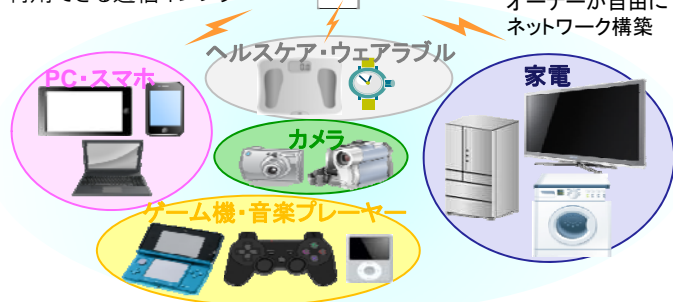 オーナーが自由に
ネットワーク構築
ヘルスケア・ウェアラブル
PC・スマホ
家電
カメラ
ゲーム機・音楽プレーヤー